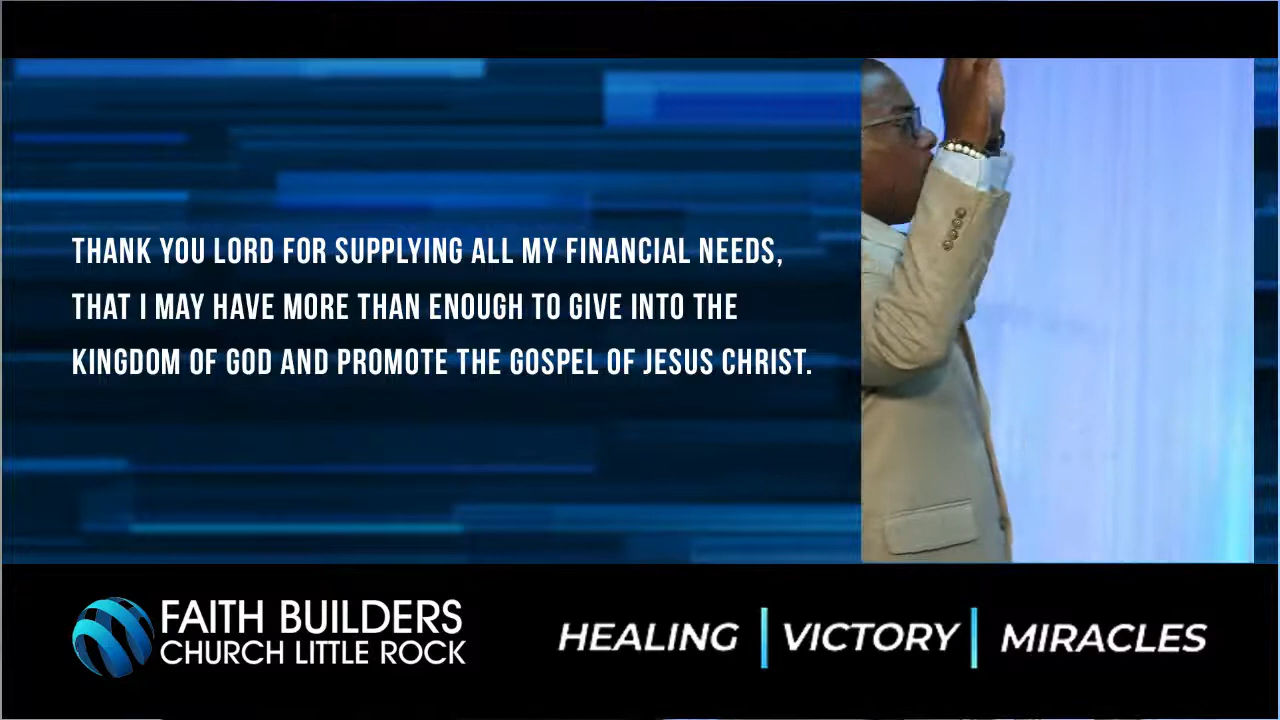 THANK YOU LORD FOR SUPPLYING ALL MY FINANCIAL NEEDS,
THAT I MAY HAVE MORE THAN ENOUGH TO GIVE INTO THE
KINGDOM OF GOD AND PROMOTE THE GOSPEL OF JESUS CHRIST.
FAITH BUILDERS
CHURCH LITTLE ROCK
HEALING | VICTORY | MIRACLES